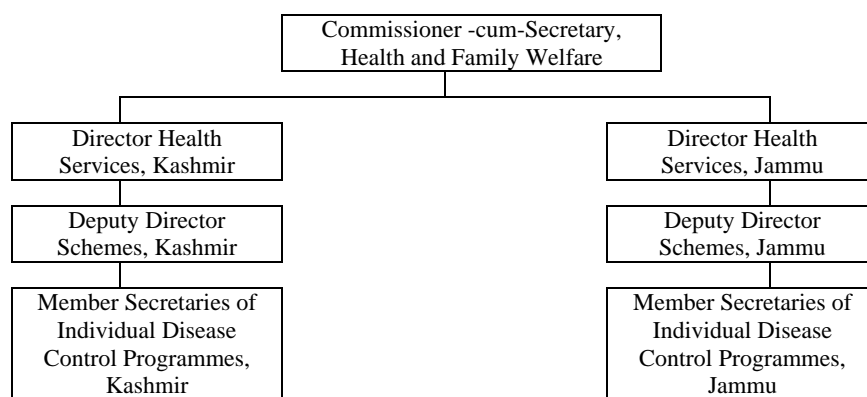 Commissioner -cum-Secretary,
Health and Family Welfare
Director Health
Services, Kashmir
Director Health
Services, Jammu
Deputy Director
Schemes, Kashmir
Deputy Director
Schemes, Jammu
Member Secretaries of
Individual Disease
Control Programmes,
Kashmir
Member Secretaries of
Individual Disease
Control Programmes,
Jammu